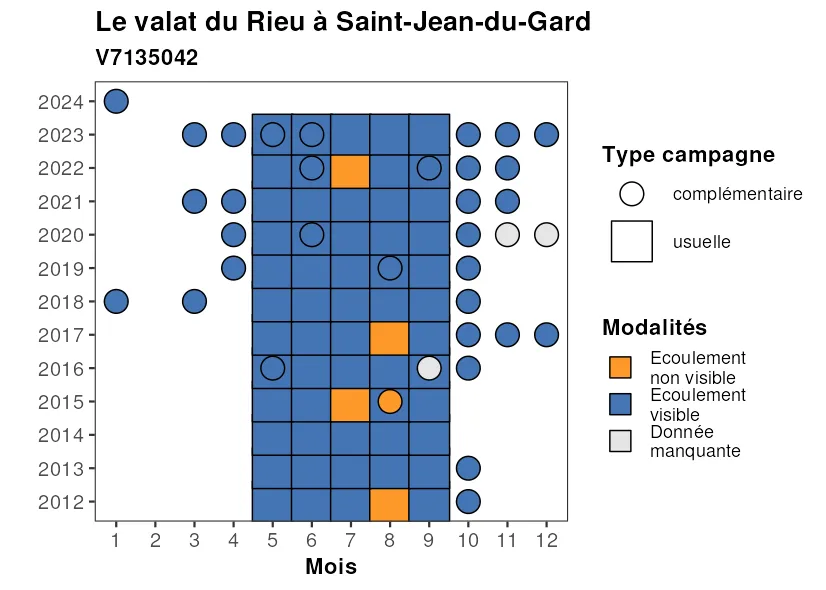 Le valat du Rieu à Saint-Jean-du-Gard
V7135042
2024
2023
2022
2021
2020
2019
2018
2017
2016
2015
2014
2013
2012
1 2 3 4 5 6 7 8 9 10 11 12
Mois
Type campagne
complémentaire
usuelle
Modalités
Ecoulement
non visible
Ecoulement
visible
Donnée
manquante